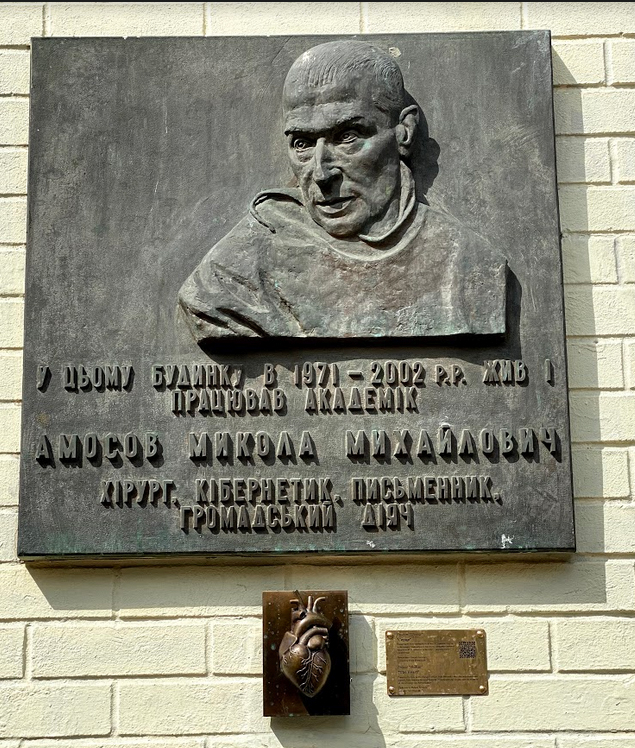 У ЦЬОМУ БУДИНКУ В 1971 – 2002 Р.Р. ЖИВ І
ПРАЦЮВАВ АКАДЕМІК
АМОСОВ МИКОЛА МИХАЙЛОВИЧ
ХІРУРГ, КІБЕРНЕТИК, ПИСЬМЕННИК,
ГРОМАДСЬКИЙ ДІЯЧ